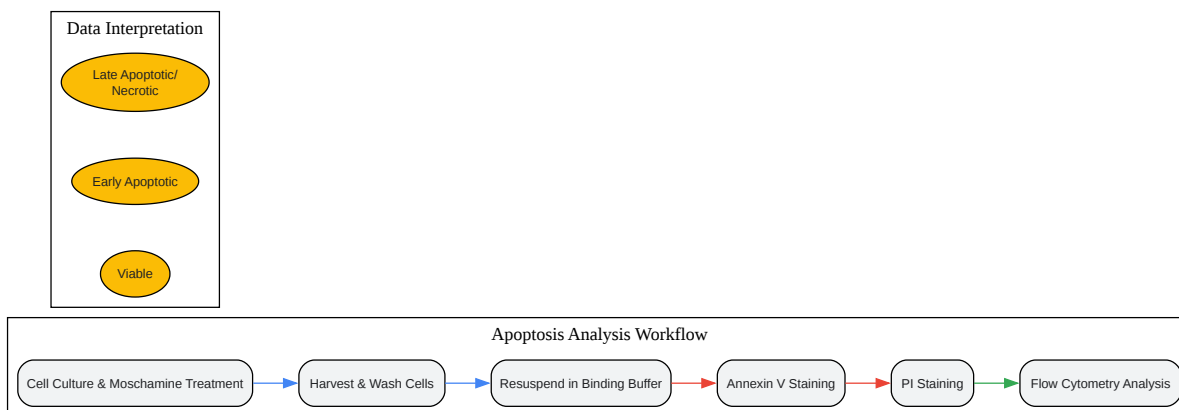 Data Interpretation
Late Apoptotic/
Necrotic
Early Apoptotic
Viable
Apoptosis Analysis Workflow
Cell Culture & Moschamine Treatment
Harvest & Wash Cells
Resuspend in Binding Buffer
Annexin V Staining
PI Staining
Flow Cytometry Analysis